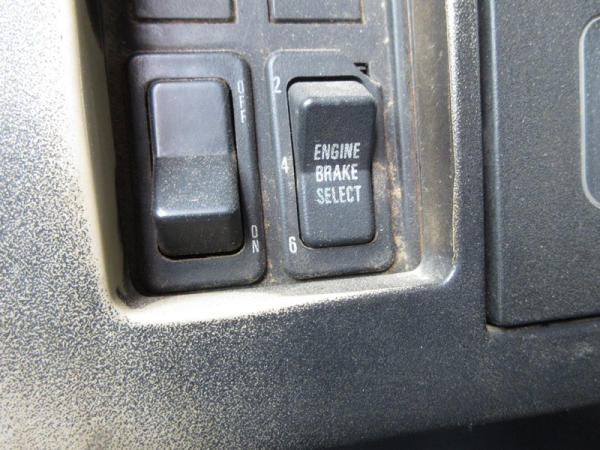 OFF
ON
2
4
6
ENGINE
BRAKE
SELECT